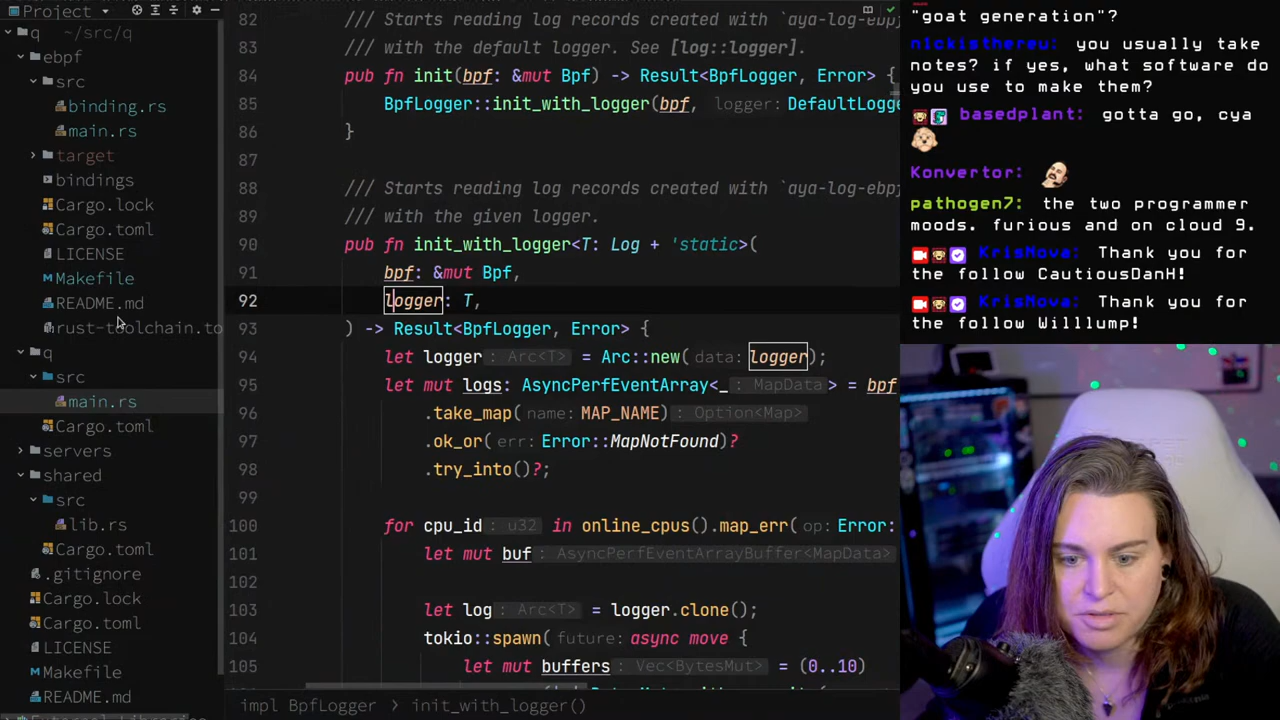 Project
q ~/src/q
ebpf
src
binding.rs
main.rs
target
bindings
Cargo.lock
Cargo.toml
LICENSE
Makefile
README.md
rust-toolchain.to
q
src
main.rs
Cargo.toml
servers
shared
src
lib.rs
Cargo.toml
.gitignore
Cargo.lock
Cargo.toml
LICENSE
Makefile
README.md
External Libraries
82 /// Starts reading log records created with `aya-log-ebpf
83 /// with the default logger. See [log::logger].
84 pub fn init(bpf: &mut Bpf) -> Result<BpfLogger, Error> {
85 BpfLogger::init_with_logger(bpf, logger: DefaultLogge
86 }
87
88 /// Starts reading log records created with `aya-log-ebpf
89 /// with the given logger.
90 pub fn init_with_logger<T: Log + 'static>(
91 bpf: &mut Bpf,
92 logger: T,
93 ) -> Result<BpfLogger, Error> {
94 let logger: Arc<T> = Arc::new( data: logger);
95 let mut logs: AsyncPerfEventArray<_ : MapData> = bpf
96 .take_map( name: MAP_NAME) : Option<Map>
97 .ok_or( err: Error::MapNotFound)?
98 .try_into()?;
99
100 for cpu_id : u32 in online_cpus().map_err( op: Error:
101 let mut buf : AsyncPerfEventArrayBuffer<MapData>
102
103 let log : Arc<T> = logger.clone();
104 tokio::spawn( future: async move {
105 let mut buffers : Vec<BytesMut> = (0..10)
impl BpfLogger > init_with_logger()
"goat generation"?
n1ckisthereu: you usually take
notes? if yes, what software do
you use to make them?
basedplant: gotta go, cya
Konvertor:
pathogen7: the two programmer
moods. furious and on cloud 9.
KrisNova: Thank you for
the follow CautiousDanH!
KrisNova: Thank you for
the follow Willlump!